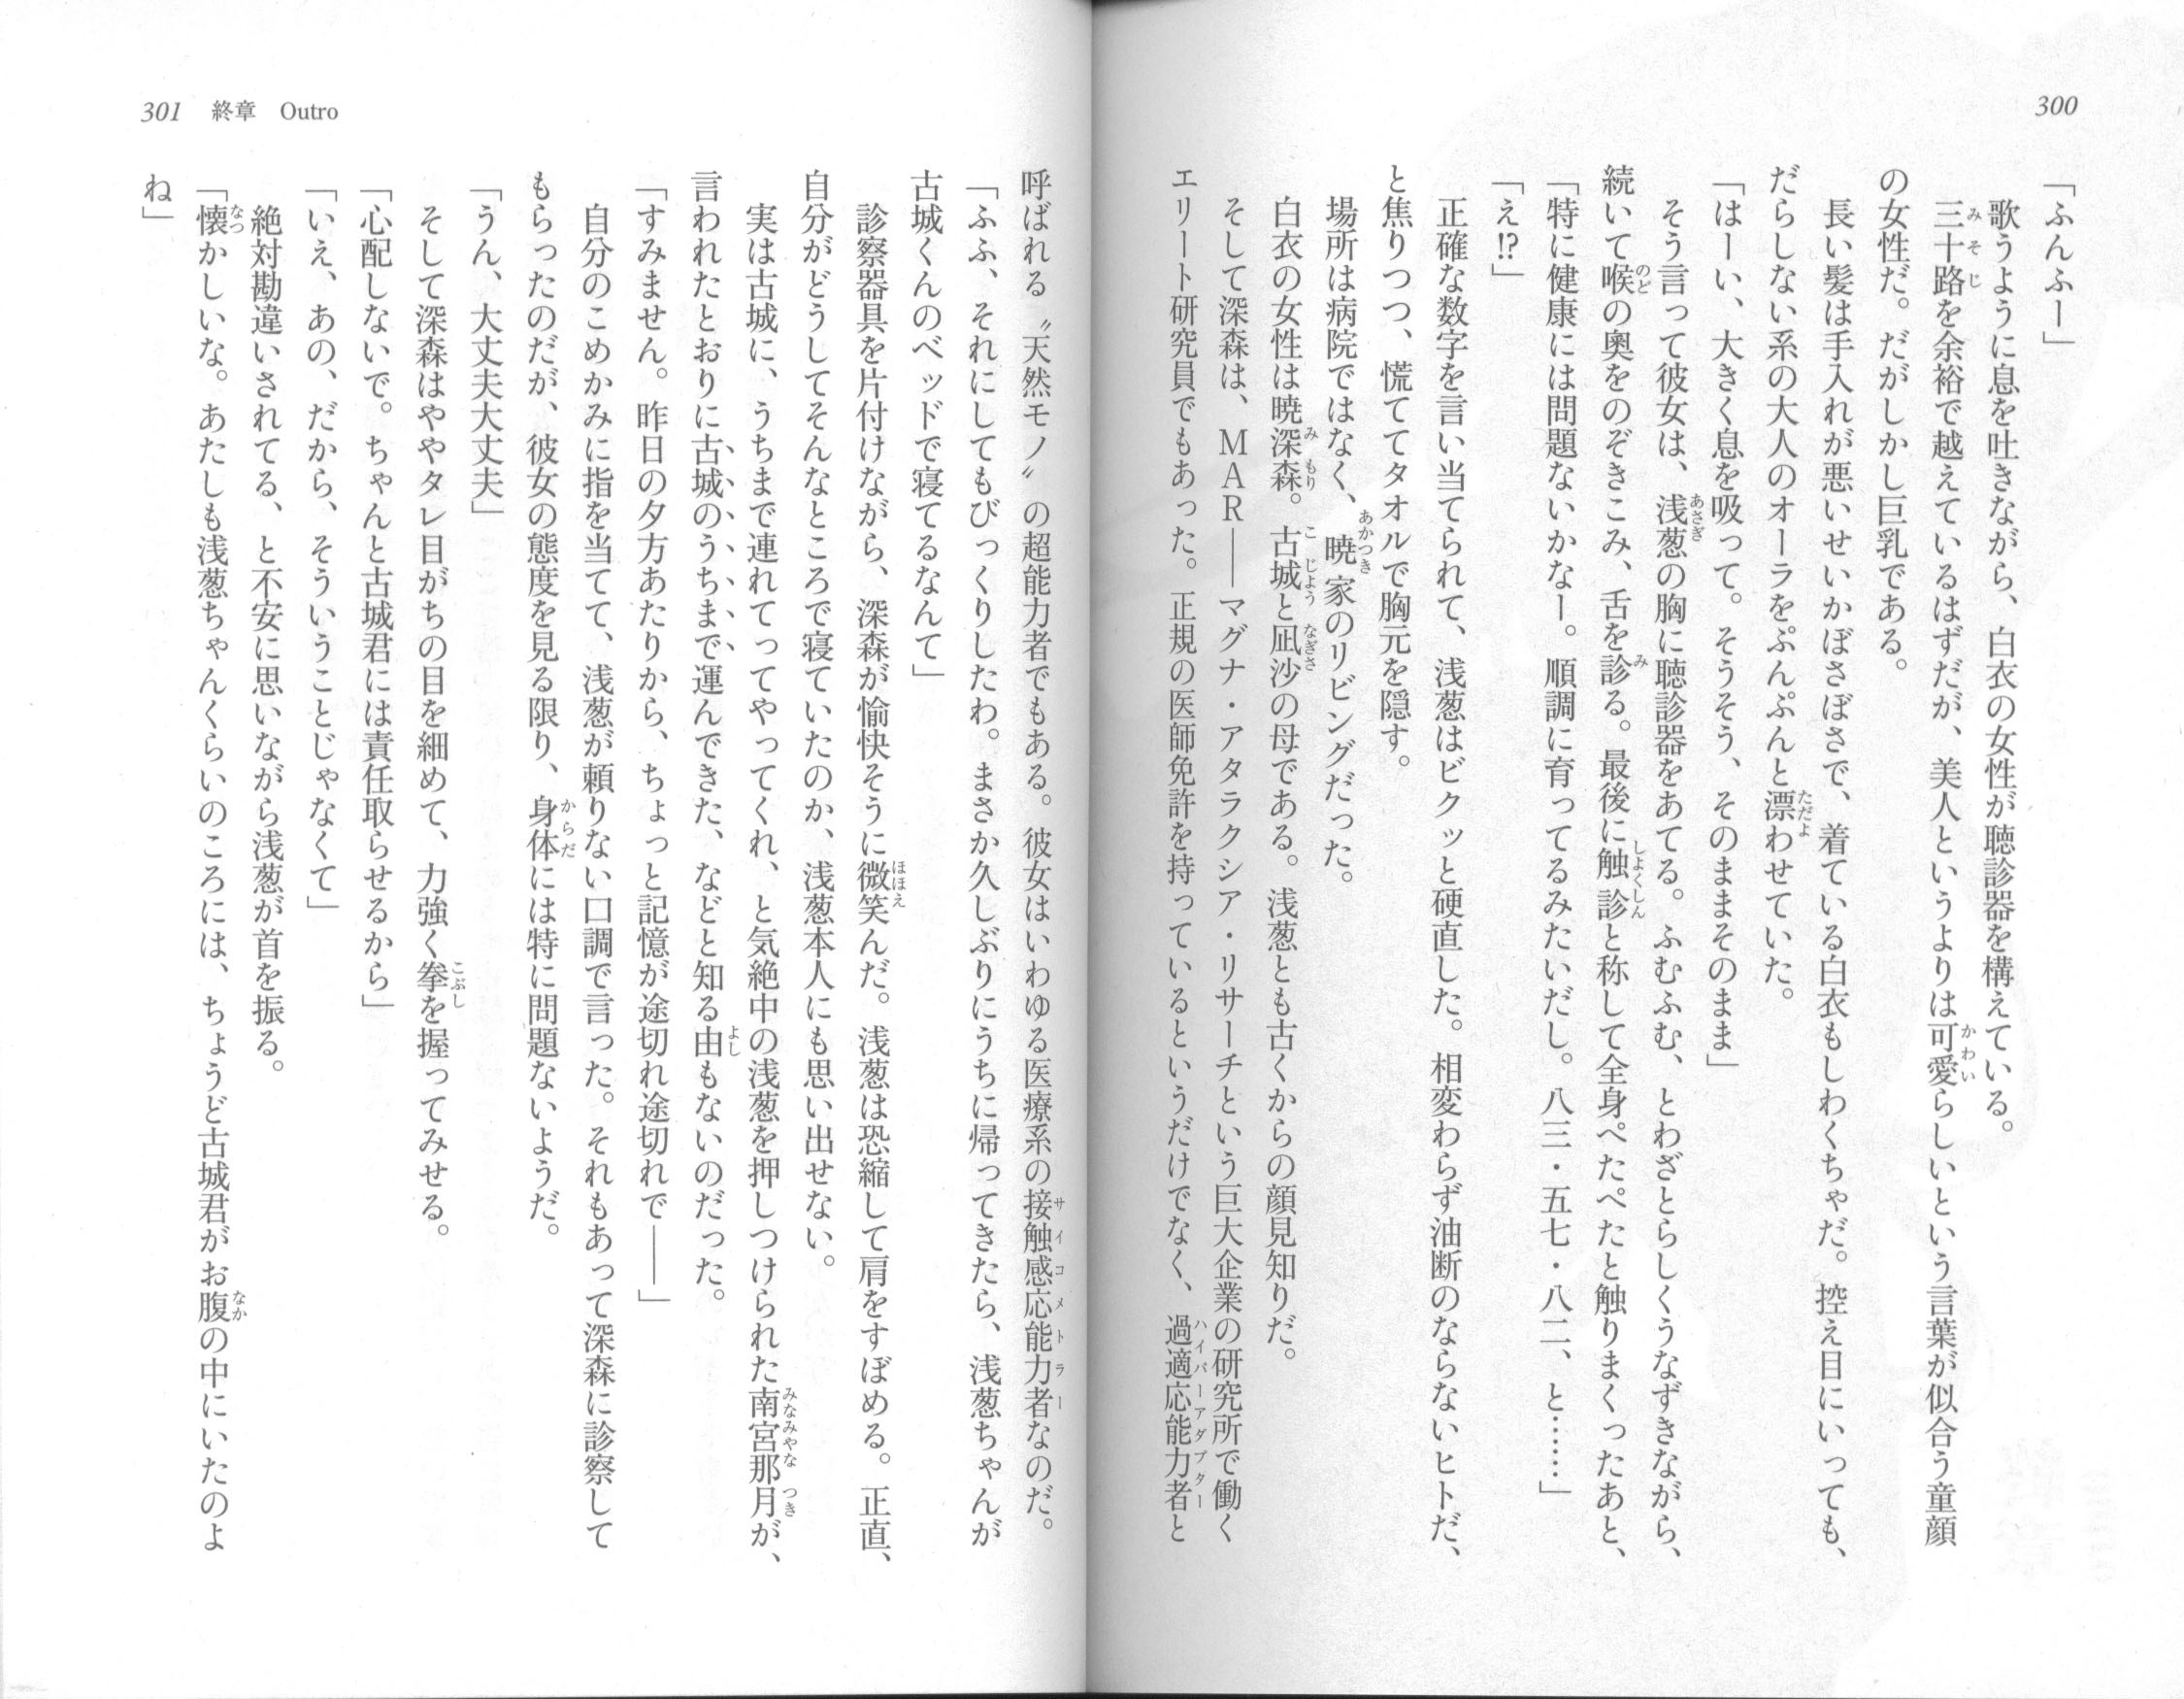 300
「ふんふー」
歌うように息を吐きながら、白衣の女性が聴診器を構えている。
三十路を余裕で越えているはずだが、美人というよりは可愛らしいという言葉が似合う童顔
の女性だ。だがしかし巨乳である。
長い髪は手入れが悪いせいかぼさぼさで、着ている白衣もしわくちゃだ。控え目にいっても、
だらしない系の大人のオーラをぷんぷんと漂わせていた。
「はーい、大きく息を吸って。そうそう、そのままそのまま」
そう言って彼女は、浅葱の胸に聴診器をあてる。ふむふむ、とわざとらしくうなずきながら、
続いて喉の奥をのぞきこみ、舌を診る。最後に触診と称して全身ぺたぺたと触りまくったあと、
「特に健康には問題ないかなー。順調に育ってるみたいだし。八三・五七・八二、と……」
「え!?」
正確な数字を言い当てられて、浅葱はビクッと硬直した。相変わらず油断のならないヒトだ、
と焦りつつ、慌ててタオルで胸元を隠す。
場所は病院ではなく、暁家のリビングだった。
白衣の女性は暁深森。古城と凪沙の母である。浅葱とも古くからの顔見知りだ。
そして深森は、ＭＡＲ――マグナ・アタラクシア・リサーチという巨大企業の研究所で働く
エリート研究員でもあった。正規の医師免許を持っているというだけでなく、過適応能力者と
301 終章 Outro
呼ばれる〝天然モノ〟の超能力者でもある。彼女はいわゆる医療系の接触感応能力者なのだ。
「ふふ、それにしてもびっくりしたわ。まさか久しぶりにうちに帰ってきたら、浅葱ちゃんが
古城くんのベッドで寝てるなんて」
診察器具を片付けながら、深森が愉快そうに微笑んだ。浅葱は恐縮して肩をすぼめる。正直、
自分がどうしてそんなところで寝ていたのか、浅葱本人にも思い出せない。
実は古城に、うちまで連れてってやってくれ、と気絶中の浅葱を押しつけられた南宮那月が、
言われたとおりに古城のうちまで運んできた、などと知る由もないのだった。
「すみません。昨日の夕方あたりから、ちょっと記憶が途切れ途切れで――」
自分のこめかみに指を当てて、浅葱が頼りない口調で言った。それもあって深森に診察して
もらったのだが、彼女の態度を見る限り、身体には特に問題ないようだ。
「うん、大丈夫大丈夫」
そして深森はややタレ目がちの目を細めて、力強く拳を握ってみせる。
「心配しないで。ちゃんと古城君には責任取らせるから」
「いえ、あの、だから、そういうことじゃなくて」
絶対勘違いされてる、と不安に思いながら浅葱が首を振る。
「懐かしいな。あたしも浅葱ちゃんくらいのころには、ちょうど古城君がお腹の中にいたのよ
ね」